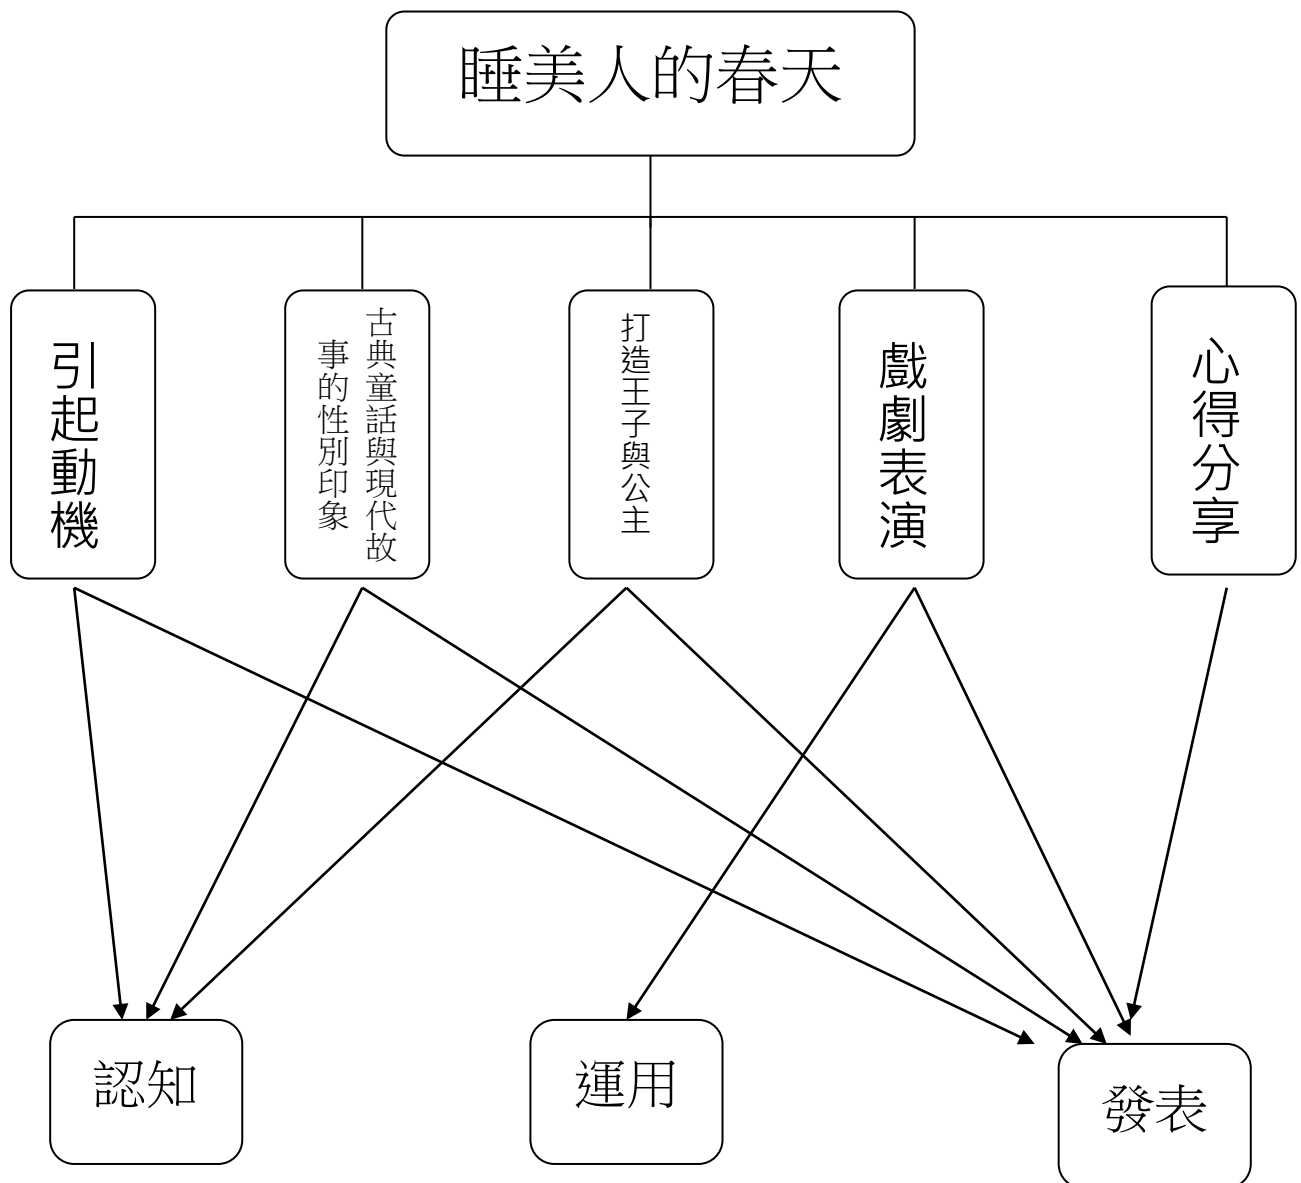 睡美人的春天
引起動機
古典童話與現代故
事的性別印象
打造王子與公主
戲劇表演
心得分享
認知
運用
發表